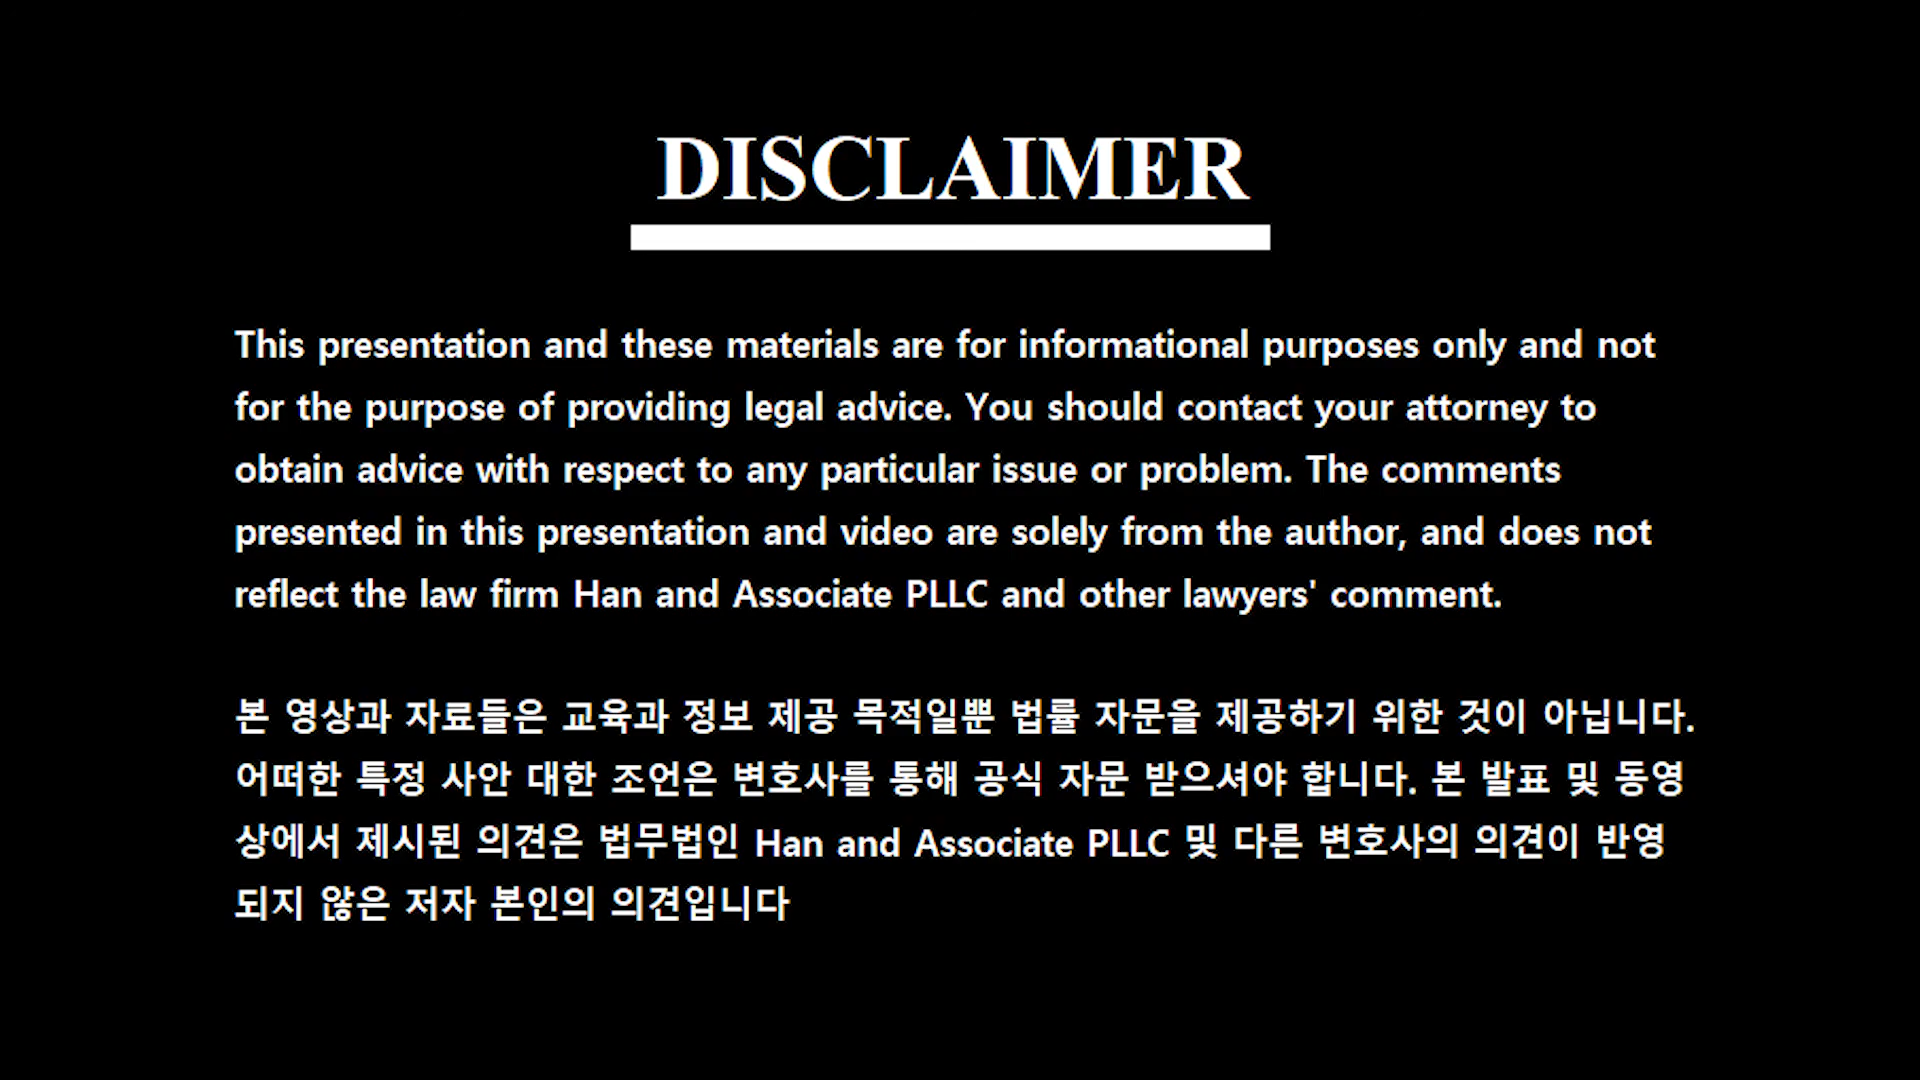 DISCLAIMER
This presentation and these materials are for informational purposes only and not
for the purpose of providing legal advice. You should contact your attorney to
obtain advice with respect to any particular issue or problem. The comments
presented in this presentation and video are solely from the author, and does not
reflect the law firm Han and Associate PLLC and other lawyers' comment.
본 영상과 자료들은 교육과 정보 제공 목적일뿐 법률 자문을 제공하기 위한 것이 아닙니다.
어떠한 특정 사안 대한 조언은 변호사를 통해 공식 자문 받으셔야 합니다. 본 발표 및 동영
상에서 제시된 의견은 법무법인 Han and Associate PLLC 및 다른 변호사의 의견이 반영
되지 않은 저자 본인의 의견입니다